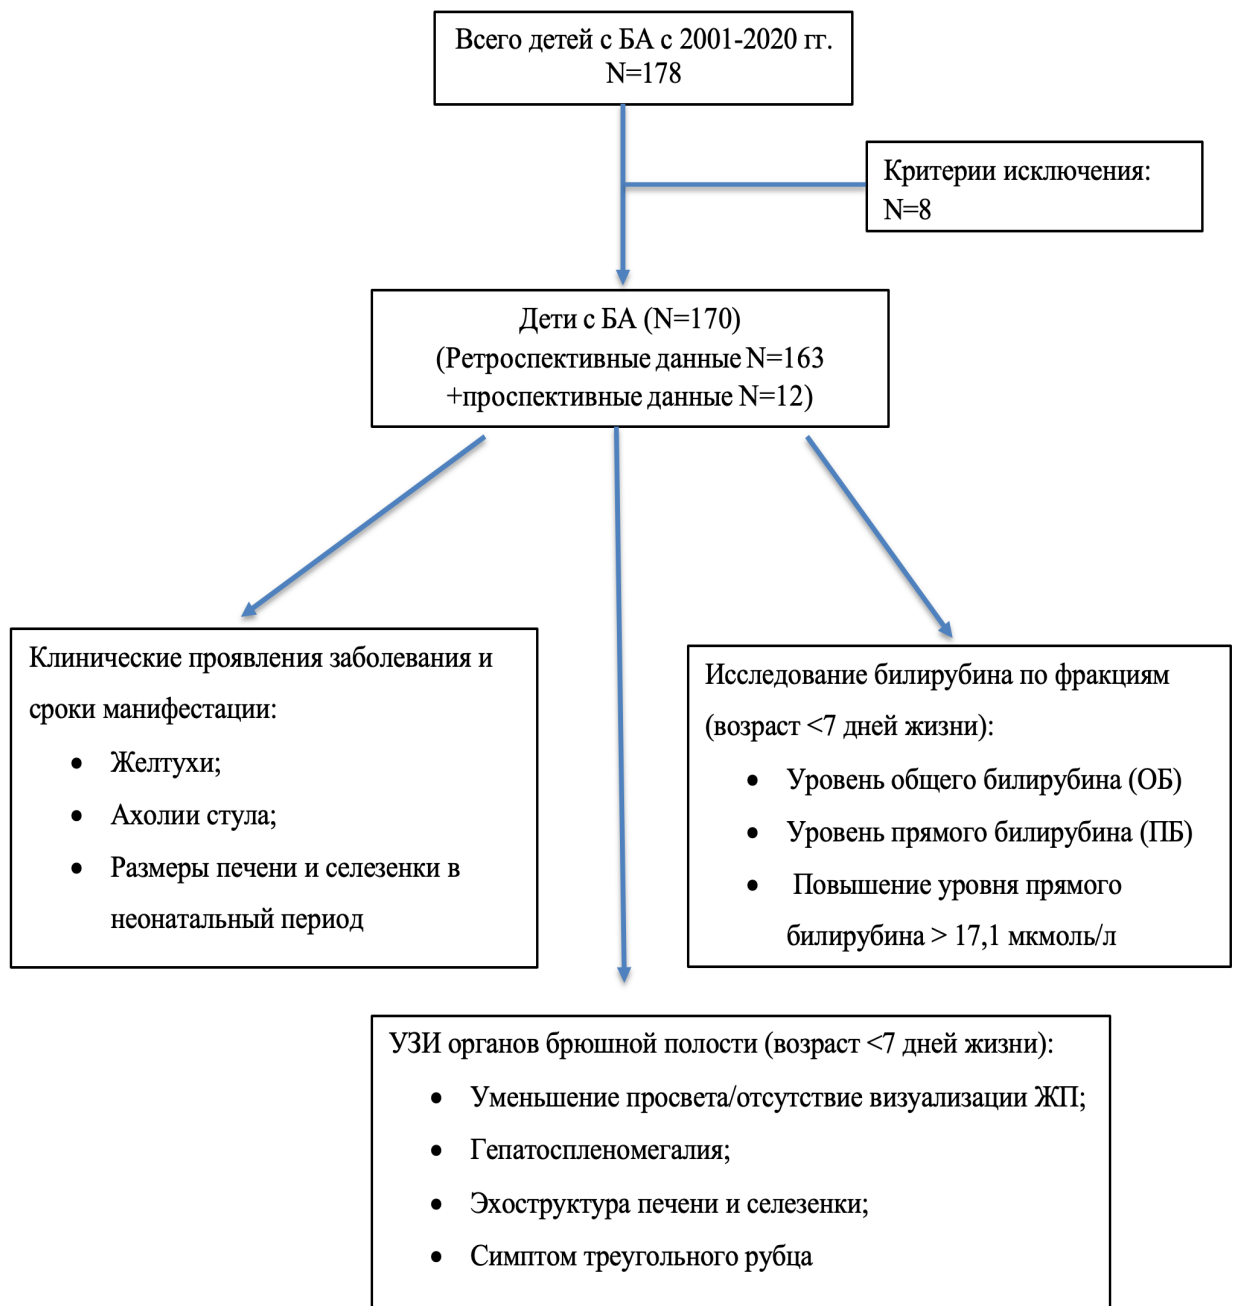 Всего детей с БА с 2001-2020 гг.
N=178
Критерии исключения:
N=8
Дети с БА (N=170)
(Ретроспективные данные N=163
+проспективные данные N=12)
Клинические проявления заболевания и
сроки манифестации:
• Желтухи;
• Ахолии стула;
• Размеры печени и селезенки в
неонатальный период
Исследование билирубина по фракциям
(возраст <7 дней жизни):
• Уровень общего билирубина (ОБ)
• Уровень прямого билирубина (ПБ)
• Повышение уровня прямого
билирубина > 17,1 мкмоль/л
УЗИ органов брюшной полости (возраст <7 дней жизни):
• Уменьшение просвета/отсутствие визуализации ЖП;
• Гепатоспленомегалия;
• Эхоструктура печени и селезенки;
• Симптом треугольного рубца